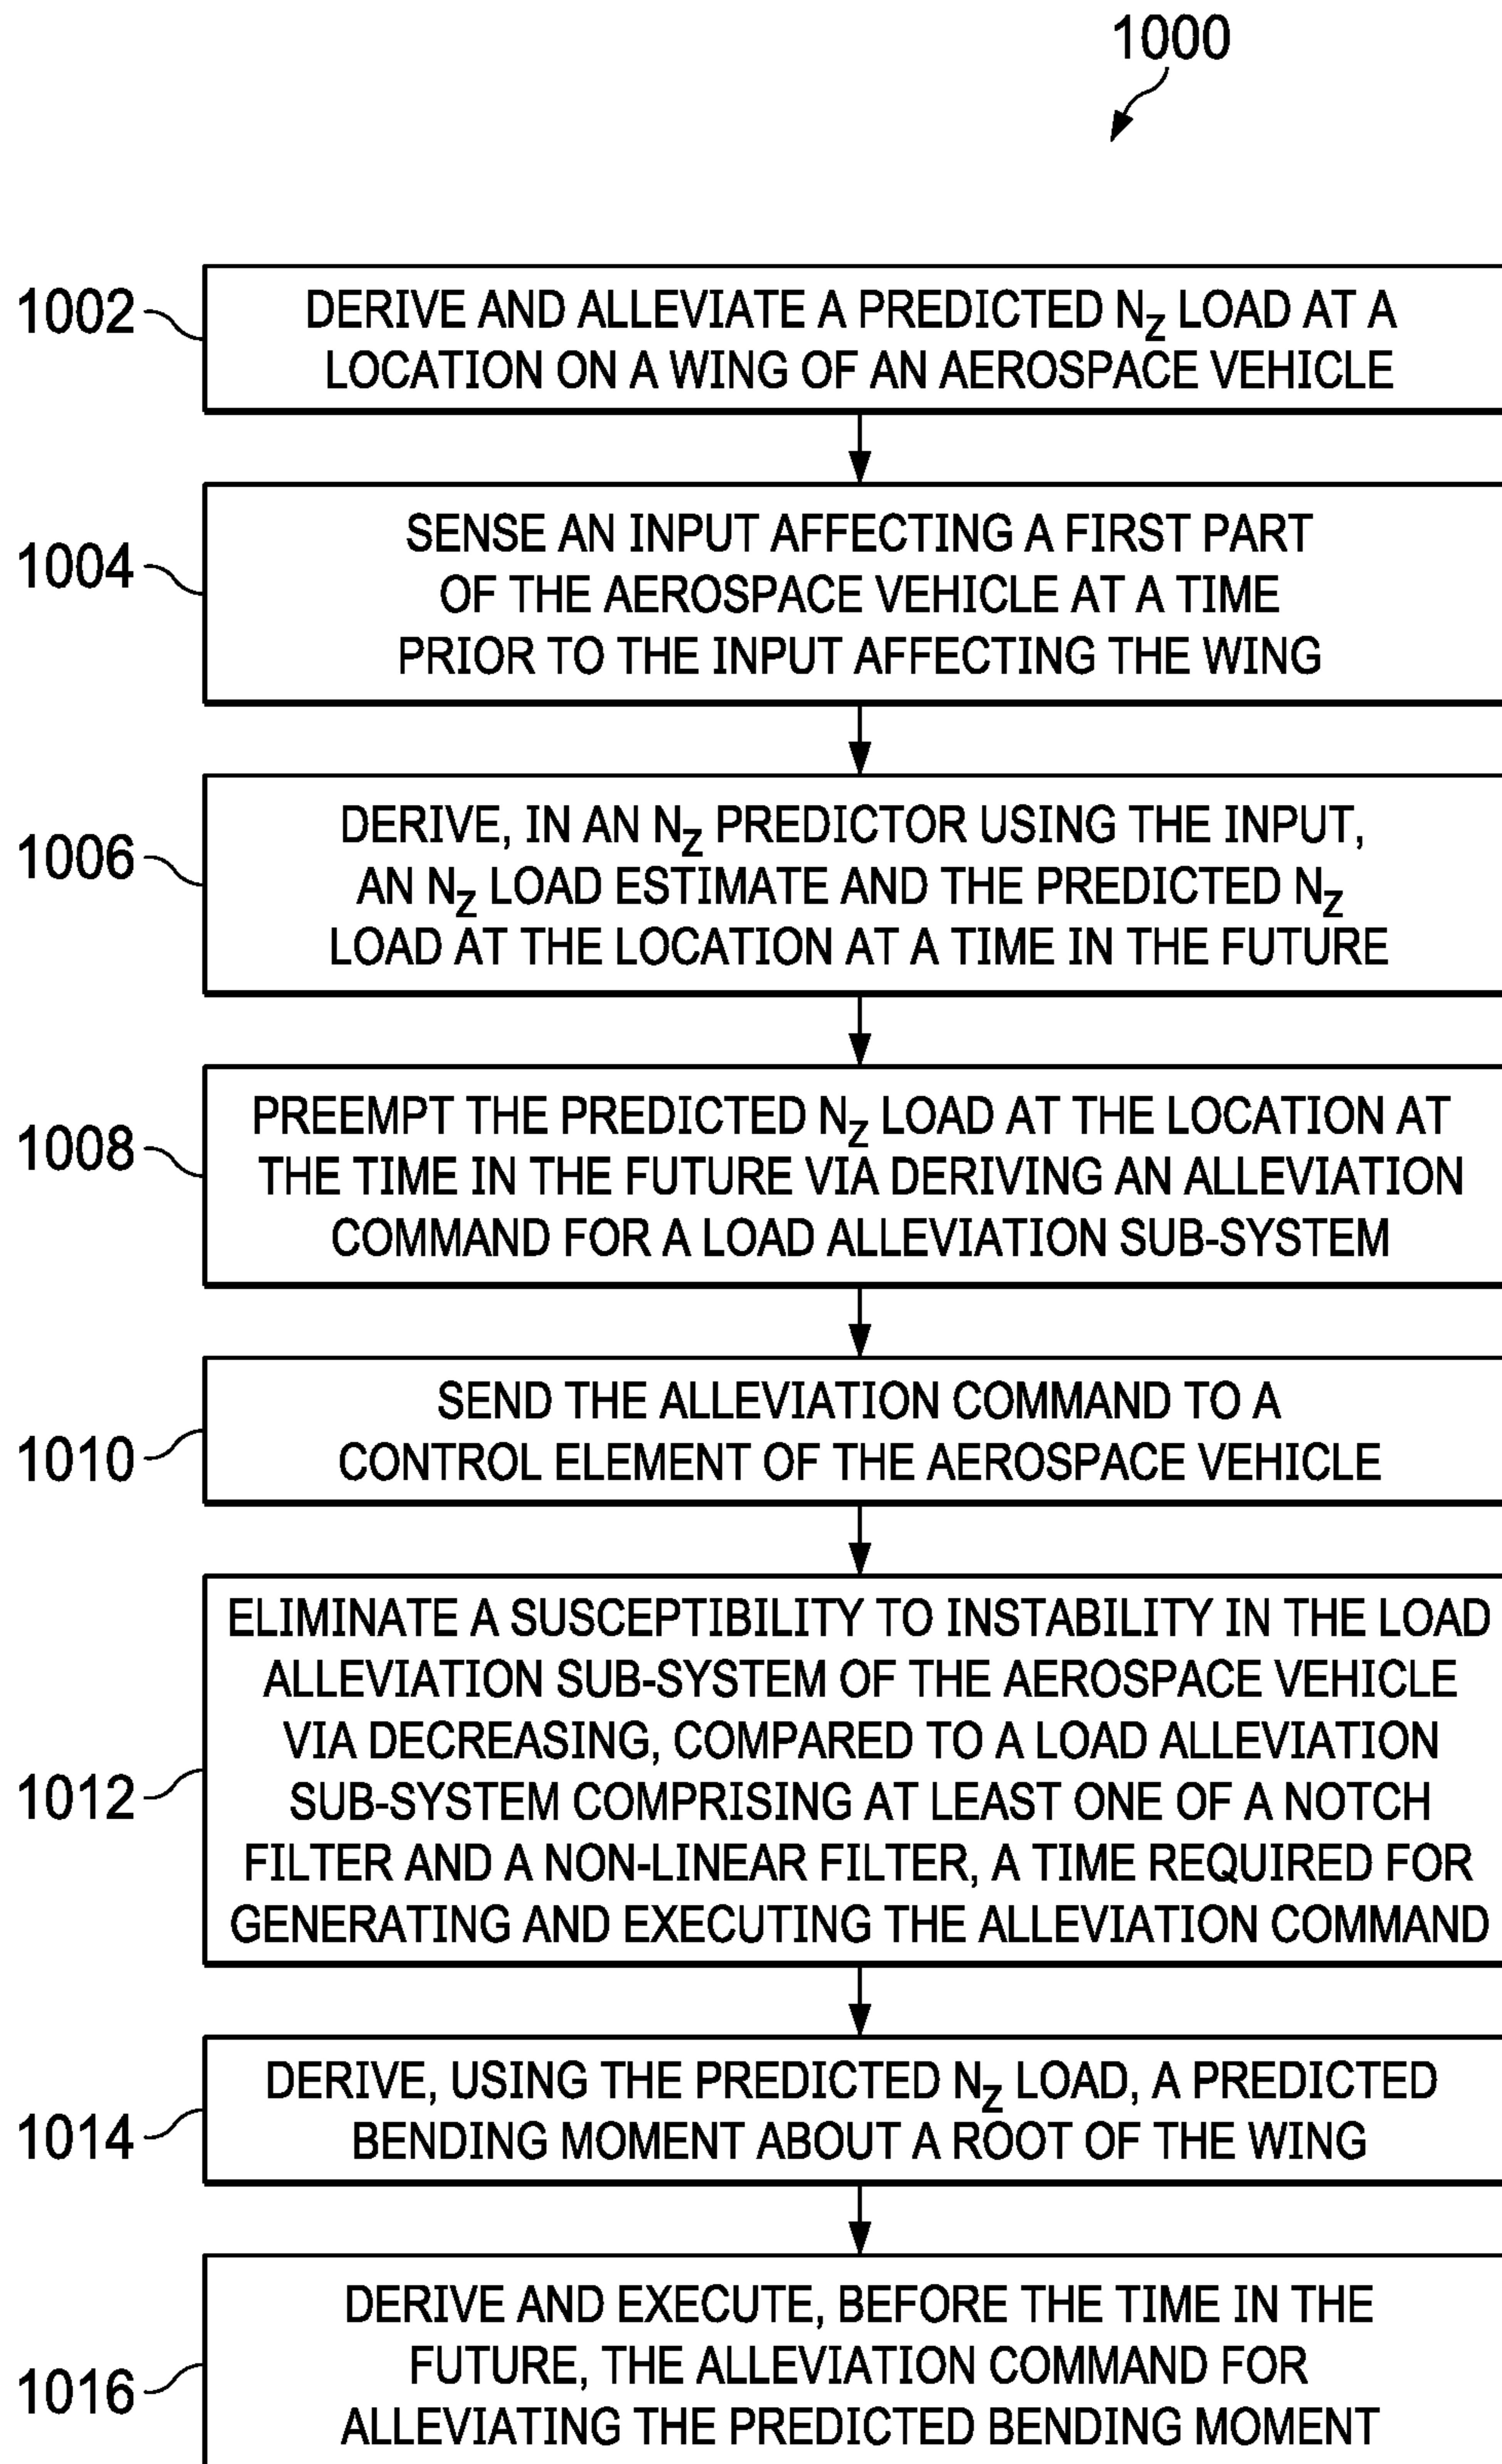 1000
1002
DERIVE AND ALLEVIATE A PREDICTED NZ LOAD AT A
LOCATION ON A WING OF AN AEROSPACE VEHICLE
1004
SENSE AN INPUT AFFECTING A FIRST PART
OF THE AEROSPACE VEHICLE AT A TIME
PRIOR TO THE INPUT AFFECTING THE WING
1006
DERIVE, IN AN NZ PREDICTOR USING THE INPUT,
AN NZ LOAD ESTIMATE AND THE PREDICTED NZ
LOAD AT THE LOCATION AT A TIME IN THE FUTURE
1008
PREEMPT THE PREDICTED NZ LOAD AT THE LOCATION AT
THE TIME IN THE FUTURE VIA DERIVING AN ALLEVIATION
COMMAND FOR A LOAD ALLEVIATION SUB-SYSTEM
1010
SEND THE ALLEVIATION COMMAND TO A
CONTROL ELEMENT OF THE AEROSPACE VEHICLE
1012
ELIMINATE A SUSCEPTIBILITY TO INSTABILITY IN THE LOAD
ALLEVIATION SUB-SYSTEM OF THE AEROSPACE VEHICLE
VIA DECREASING, COMPARED TO A LOAD ALLEVIATION
SUB-SYSTEM COMPRISING AT LEAST ONE OF A NOTCH
FILTER AND A NON-LINEAR FILTER, A TIME REQUIRED FOR
GENERATING AND EXECUTING THE ALLEVIATION COMMAND
1014
DERIVE, USING THE PREDICTED NZ LOAD, A PREDICTED
BENDING MOMENT ABOUT A ROOT OF THE WING
1016
DERIVE AND EXECUTE, BEFORE THE TIME IN THE
FUTURE, THE ALLEVIATION COMMAND FOR
ALLEVIATING THE PREDICTED BENDING MOMENT